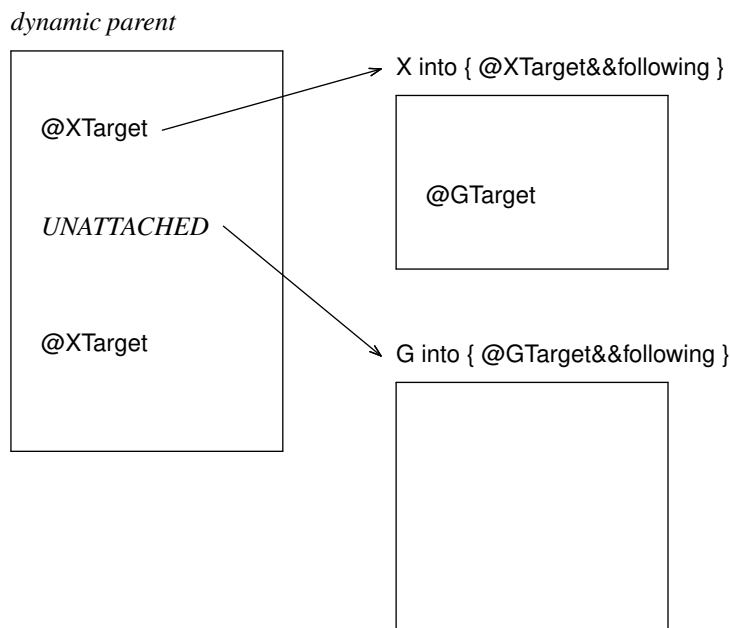 dynamic parent
X into { @XTarget&&following }
@XTarget
@GTarget
UNATTACHED
@XTarget
G into { @GTarget&&following }